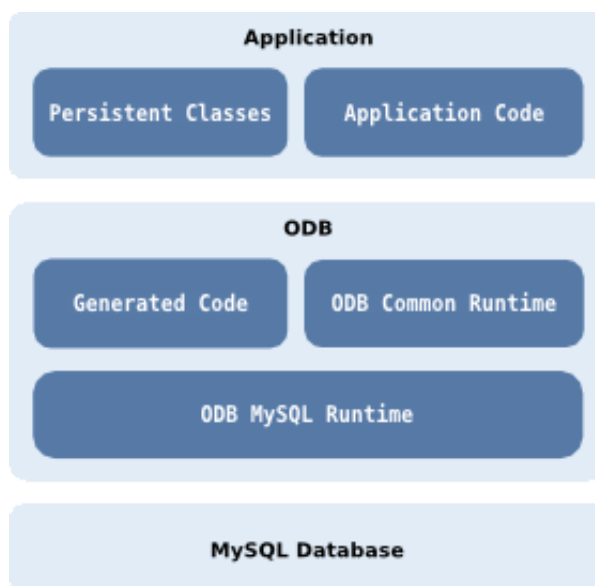 Application
Persistent Classes
Application Code
ODB
Generated Code
ODB Common Runtime
ODB MySQL Runtime
MySQL Database